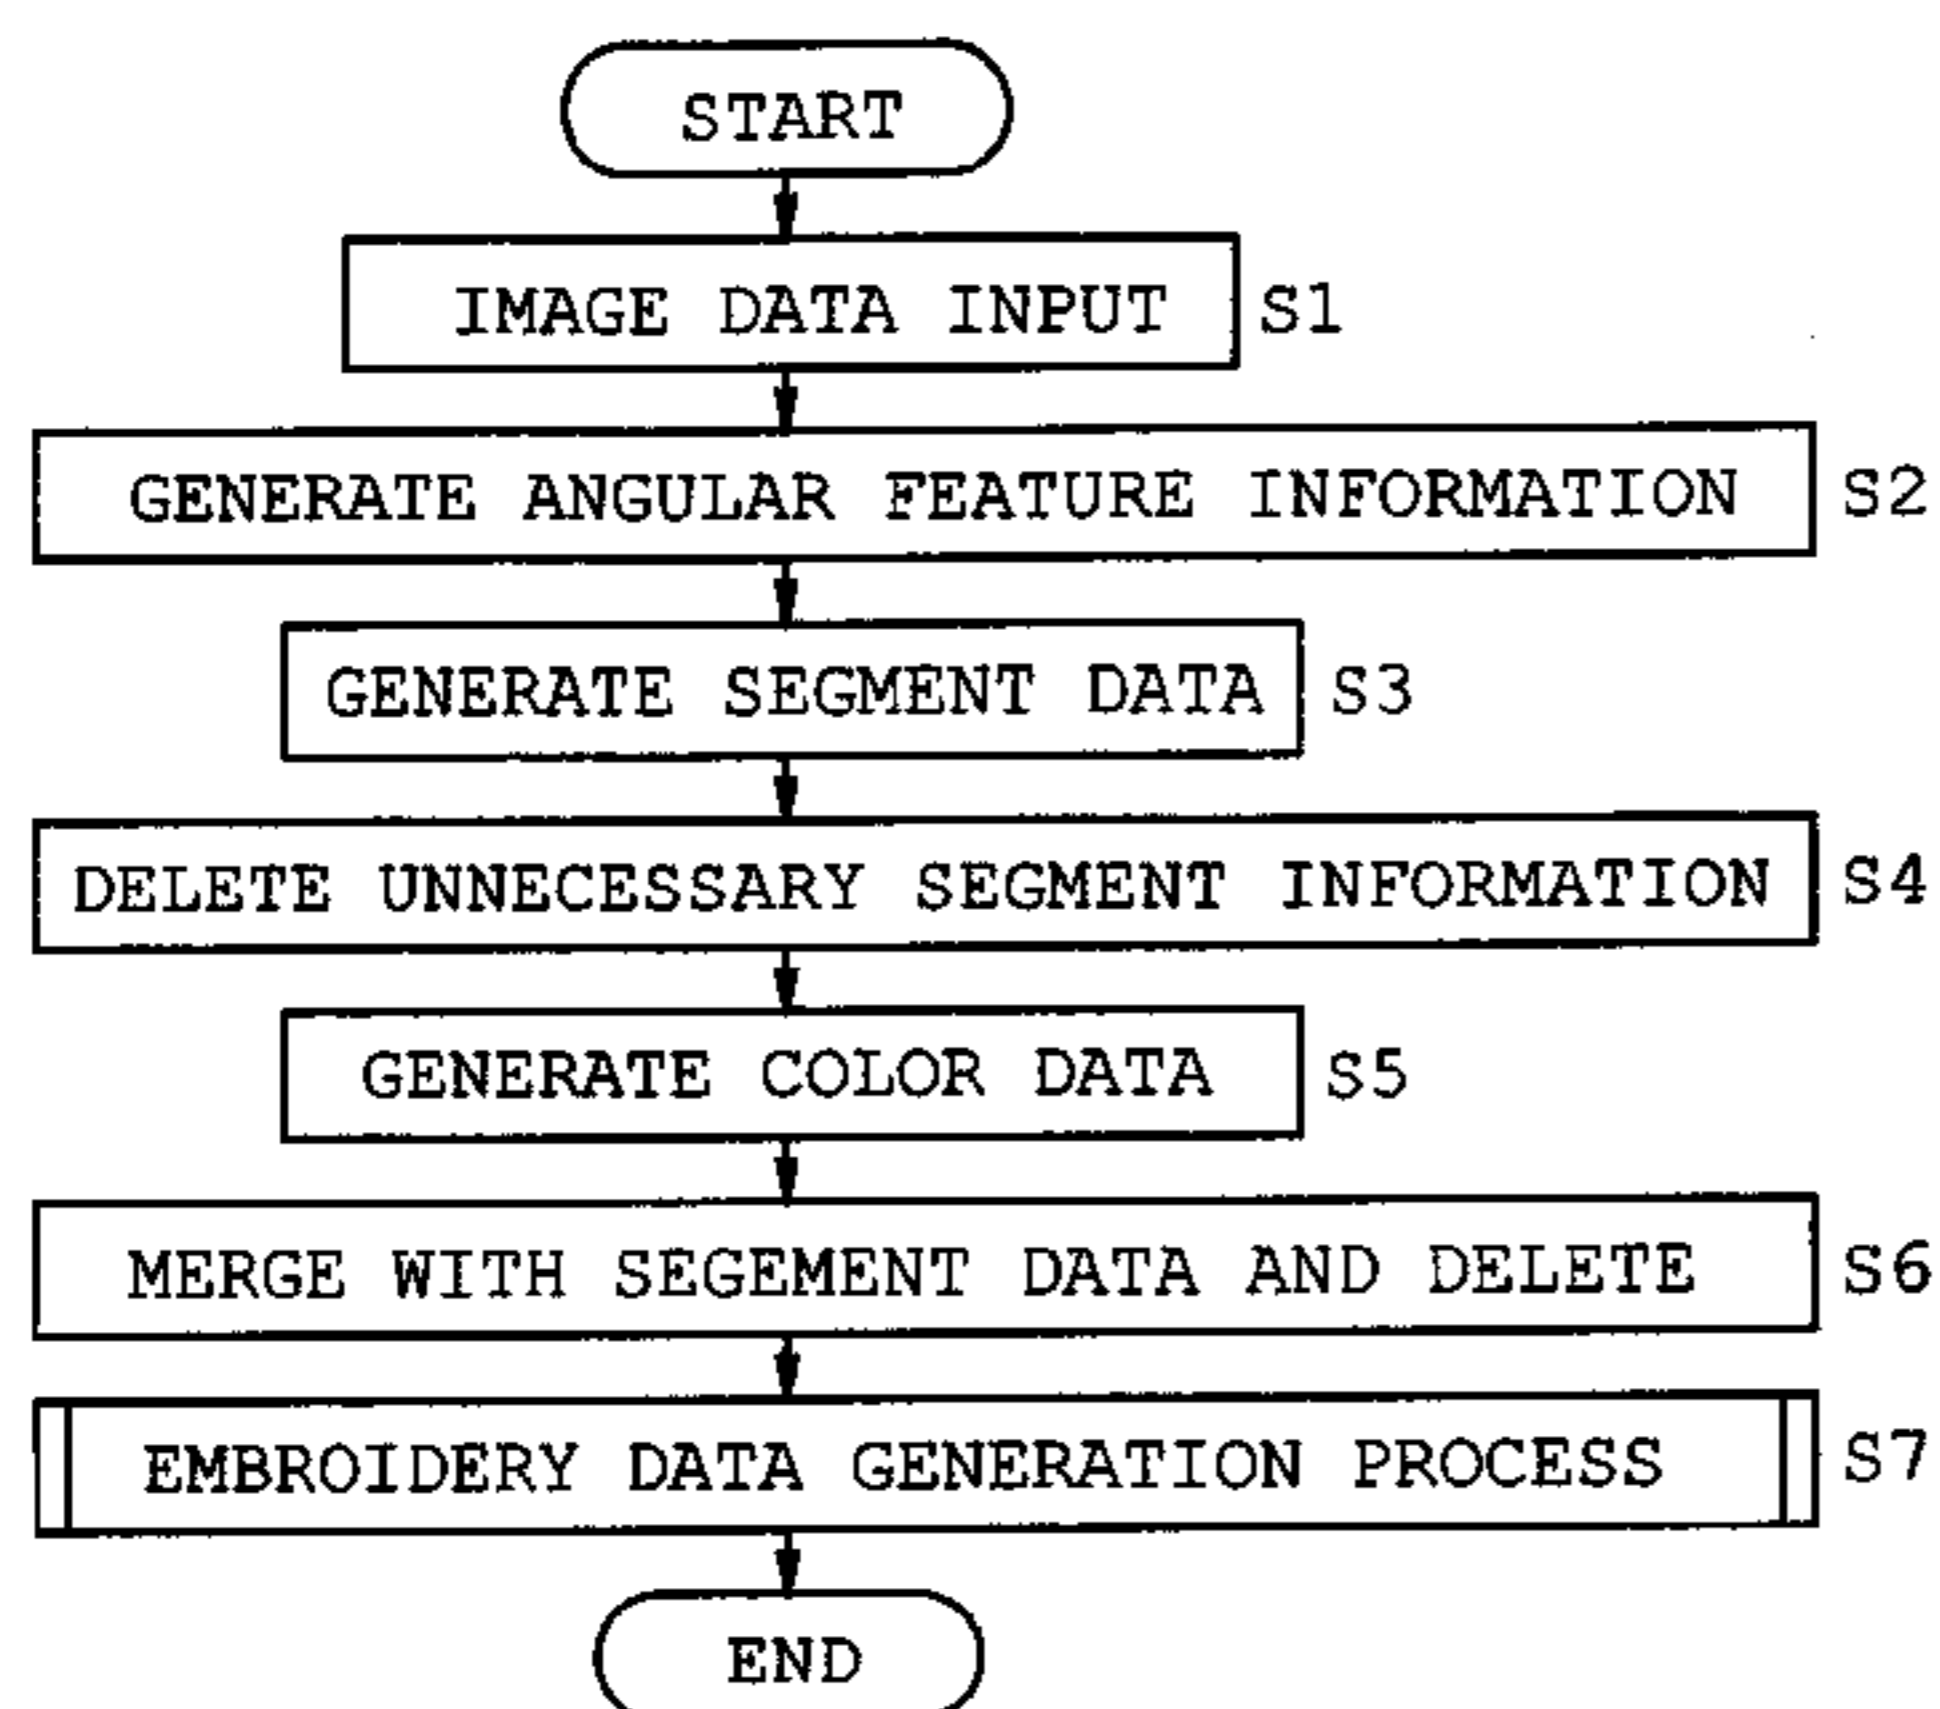 START
IMAGE DATA INPUT S1
GENERATE ANGULAR FEATURE INFORMATION S2
GENERATE SEGMENT DATA S3
DELETE UNNECESSARY SEGMENT INFORMATION S4
GENERATE COLOR DATA S5
MERGE WITH SEGEMENT DATA AND DELETE S6
EMBROIDERY DATA GENERATION PROCESS S7
END